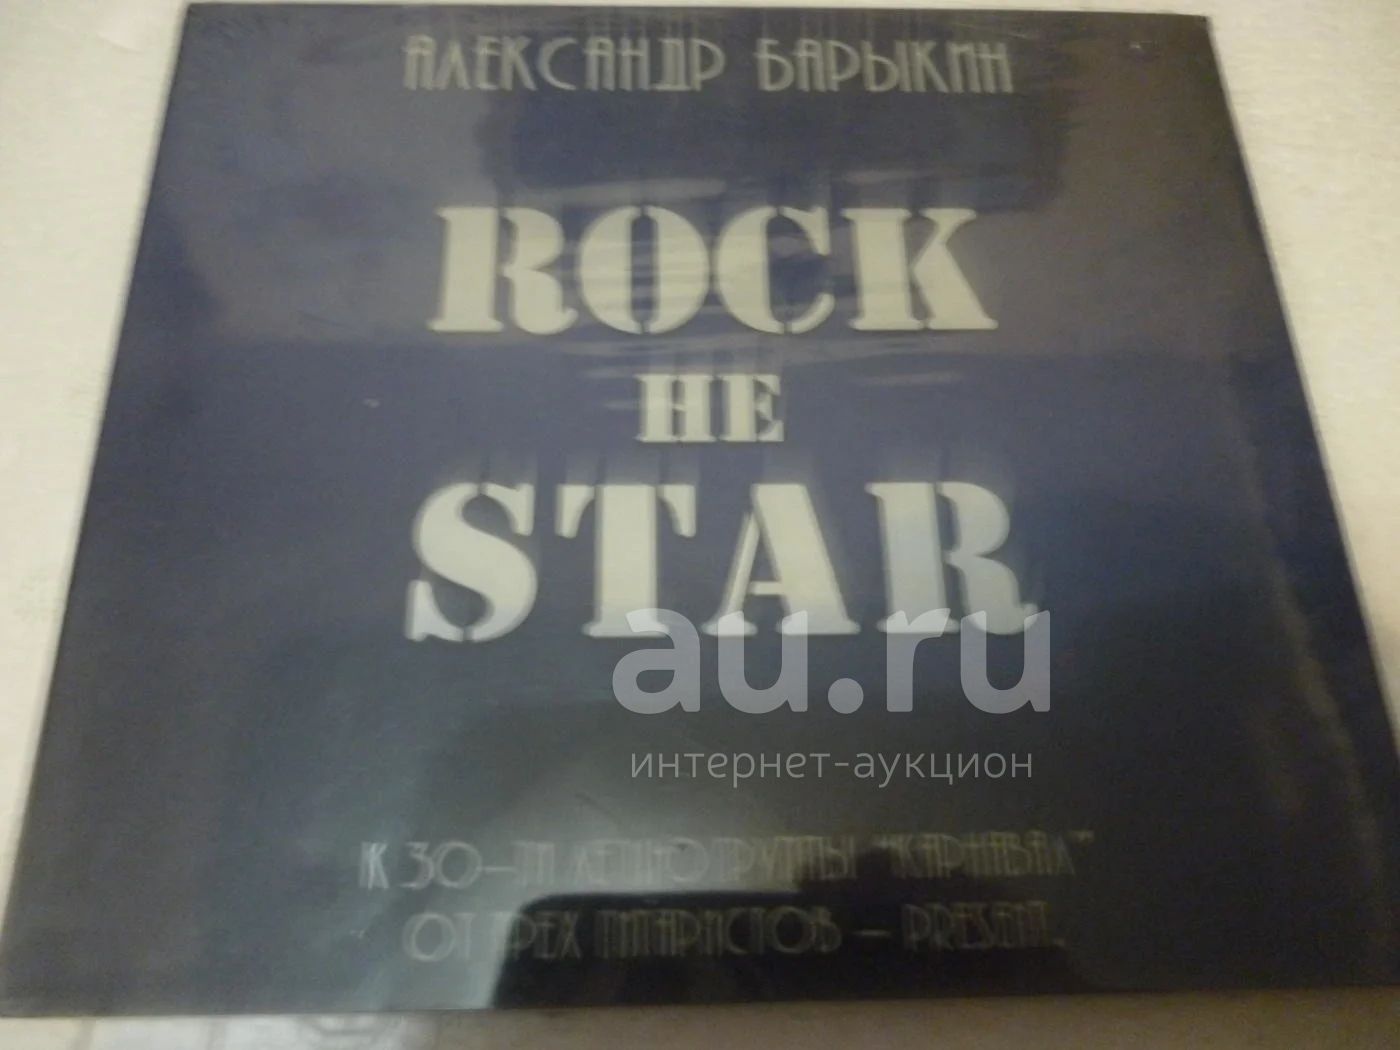 АЛЕКСАНДР БАРЫКИН
ROCK
НЕ
STAR
au.ru
интернет-аукцион
К 30-ТИ ЛЕТИЮ ГРУППЫ "КАРНАВАЛ"
ОТ ТРЕХ ГИТАРИСТОВ – PRESENT...